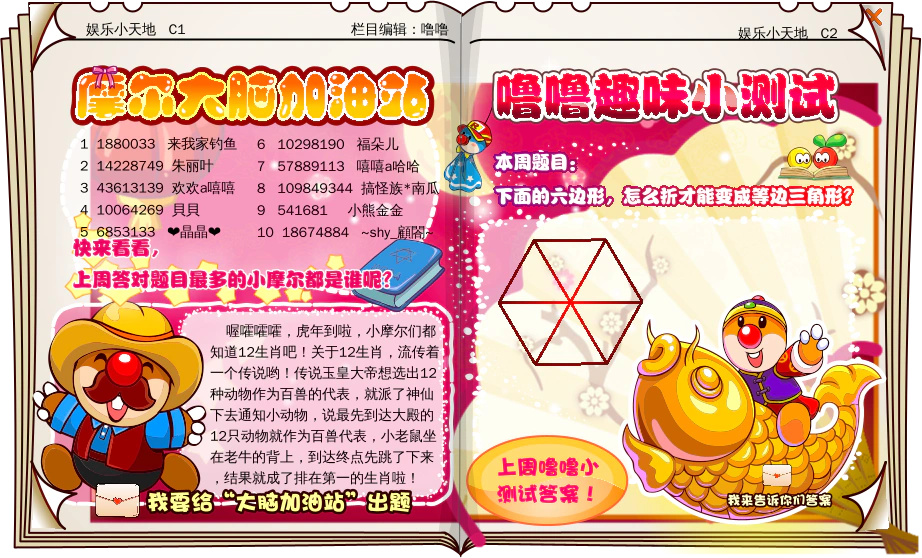 娱乐小天地 C1
栏目编辑：噜噜
摩尔大脑加油站
1 1880033 来我家钓鱼
2 14228749 朱丽叶
3 43613139 欢欢a嘻嘻
4 10064269 貝貝
5 6853133 ❤晶晶❤
6 10298190 福朵儿
7 57889113 嘻嘻a哈哈
8 109849344 搞怪族*南瓜
9 541681 小熊金金
10 18674884 ~shy_顧閤~
快来看看，
上周答对题目最多的小摩尔都是谁呢？
喔嚯嚯嚯，虎年到啦，小摩尔们都
知道12生肖吧！关于12生肖，流传着
一个传说哟！传说玉皇大帝想选出12
种动物作为百兽的代表，就派了神仙
下去通知小动物，说最先到达大殿的
12只动物就作为百兽代表，小老鼠坐
在老牛的背上，到达终点先跳了下来
，结果就成了排在第一的生肖啦！
我要给“大脑加油站”出题
娱乐小天地 C2
噜噜趣味小测试
本周题目：
下面的六边形，怎么折才能变成等边三角形？
上周噜噜小
测试答案！
我来告诉你们答案